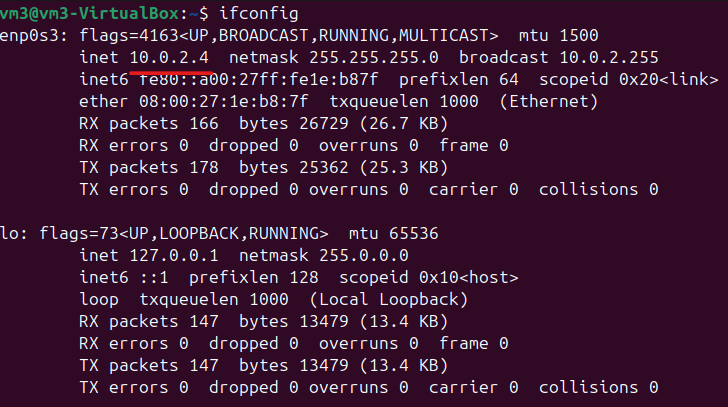 vm3@vm3-VirtualBox:~$ ifconfig
enp0s3: flags=4163<UP,BROADCAST,RUNNING,MULTICAST>  mtu 1500
        inet 10.0.2.4  netmask 255.255.255.0  broadcast 10.0.2.255
        inet6 fe80::a00:27ff:fe1e:b87f  prefixlen 64  scopeid 0x20<link>
        ether 08:00:27:1e:b8:7f  txqueuelen 1000  (Ethernet)
        RX packets 166  bytes 26729 (26.7 KB)
        RX errors 0  dropped 0  overruns 0  frame 0
        TX packets 178  bytes 25362 (25.3 KB)
        TX errors 0  dropped 0 overruns 0  carrier 0  collisions 0

lo: flags=73<UP,LOOPBACK,RUNNING>  mtu 65536
        inet 127.0.0.1  netmask 255.0.0.0
        inet6 ::1  prefixlen 128  scopeid 0x10<host>
        loop  txqueuelen 1000  (Local Loopback)
        RX packets 147  bytes 13479 (13.4 KB)
        RX errors 0  dropped 0  overruns 0  frame 0
        TX packets 147  bytes 13479 (13.4 KB)
        TX errors 0  dropped 0 overruns 0  carrier 0  collisions 0